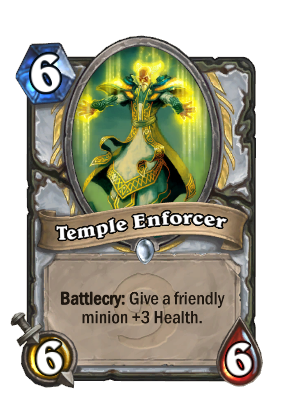 6
Temple Enforcer
Battlecry: Give a friendly
minion +3 Health.
6
6